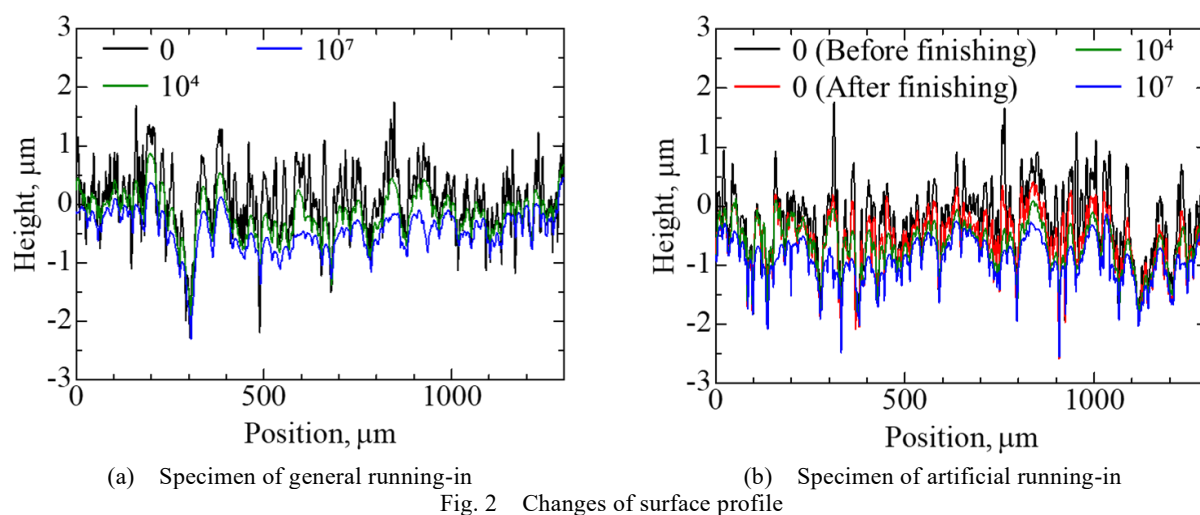 3
2
1
0
-1
-2
-3
Height, μm
0
10⁷
10⁴
0
500
1000
Position, μm
(a) Specimen of general running-in
3
2
1
0
-1
-2
-3
Height, μm
0 (Before finishing)
10⁴
0 (After finishing)
10⁷
0
500
1000
Position, μm
(b) Specimen of artificial running-in
Fig. 2 Changes of surface profile